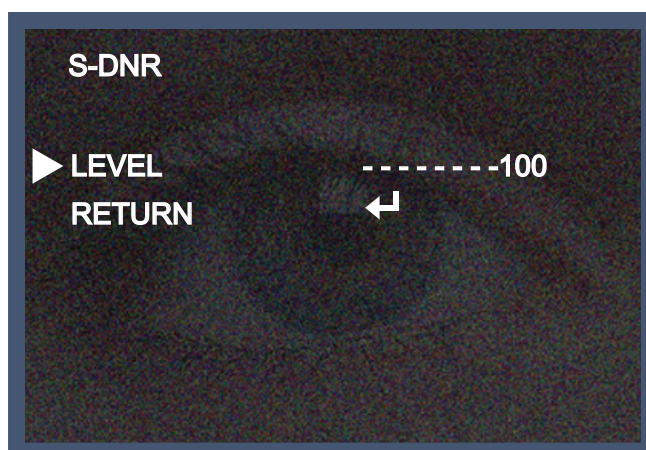 S-DNR
LEVEL --------100
RETURN ↵